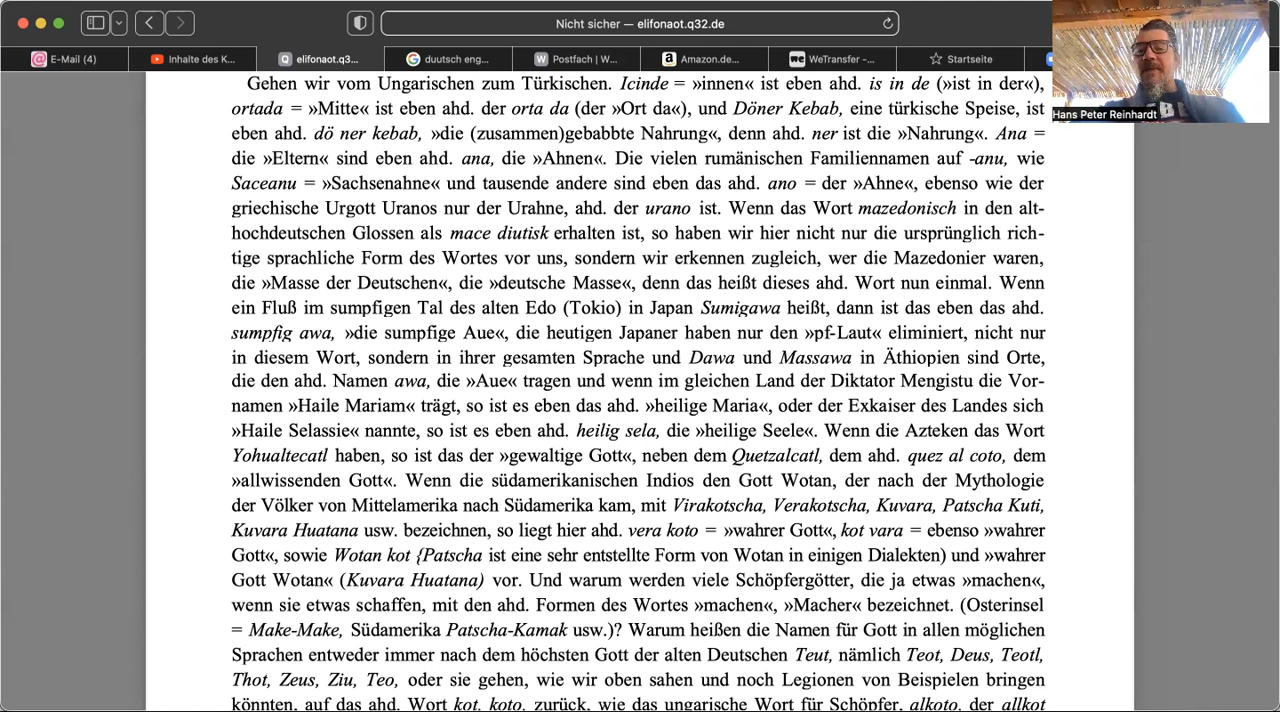 Nicht sicher — elifonaot.q32.de
E-Mail (4)
Inhalte des K...
Q elifonaot.q3...
duutsch eng...
W Postfach | W...
a Amazon.de...
we WeTransfer -...
Startseite
Hans Peter Reinhardt
Gehen wir vom Ungarischen zum Türkischen. Icinde = »innen« ist eben ahd. is in de (»ist in der«),
ortada = »Mitte« ist eben ahd. der orta da (der »Ort da«), und Döner Kebab, eine türkische Speise, ist
eben ahd. dö ner kebab, »die (zusammen)gebabbte Nahrung«, denn ahd. ner ist die »Nahrung«. Ana =
die »Eltern« sind eben ahd. ana, die »Ahnen«. Die vielen rumänischen Familiennamen auf -anu, wie
Saceanu = »Sachsenahne« und tausende andere sind eben das ahd. ano = der »Ahne«, ebenso wie der
griechische Urgott Uranos nur der Urahne, ahd. der urano ist. Wenn das Wort mazedonisch in den alt-
hochdeutschen Glossen als mace diutisk erhalten ist, so haben wir hier nicht nur die ursprünglich rich-
tige sprachliche Form des Wortes vor uns, sondern wir erkennen zugleich, wer die Mazedonier waren,
die »Masse der Deutschen«, die »deutsche Masse«, denn das heißt dieses ahd. Wort nun einmal. Wenn
ein Fluß im sumpfigen Tal des alten Edo (Tokio) in Japan Sumigawa heißt, dann ist das eben das ahd.
sumpfig awa, »die sumpfige Aue«, die heutigen Japaner haben nur den »pf-Laut« eliminiert, nicht nur
in diesem Wort, sondern in ihrer gesamten Sprache und Dawa und Massawa in Äthiopien sind Orte,
die den ahd. Namen awa, die »Aue« tragen und wenn im gleichen Land der Diktator Mengistu die Vor-
namen »Haile Mariam« trägt, so ist es eben das ahd. »heilige Maria«, oder der Exkaiser des Landes sich
»Haile Selassie« nannte, so ist es eben ahd. heilig sela, die »heilige Seele«. Wenn die Azteken das Wort
Yohualtecatl haben, so ist das der »gewaltige Gott«, neben dem Quetzalcatl, dem ahd. quez al coto, dem
»allwissenden Gott«. Wenn die südamerikanischen Indios den Gott Wotan, der nach der Mythologie
der Völker von Mittelamerika nach Südamerika kam, mit Virakotscha, Verakotscha, Kuvara, Patscha Kuti,
Kuvara Huatana usw. bezeichnen, so liegt hier ahd. vera koto = »wahrer Gott«, kot vara = ebenso »wahrer
Gott«, sowie Wotan kot {Patscha ist eine sehr entstellte Form von Wotan in einigen Dialekten) und »wahrer
Gott Wotan« (Kuvara Huatana) vor. Und warum werden viele Schöpfergötter, die ja etwas »machen«,
wenn sie etwas schaffen, mit den ahd. Formen des Wortes »machen«, »Macher« bezeichnet. (Osterinsel
= Make-Make, Südamerika Patscha-Kamak usw.)? Warum heißen die Namen für Gott in allen möglichen
Sprachen entweder immer nach dem höchsten Gott der alten Deutschen Teut, nämlich Teot, Deus, Teotl,
Thot, Zeus, Ziu, Teo, oder sie gehen, wie wir oben sahen und noch Legionen von Beispielen bringen
könnten, auf das ahd. Wort kot, koto, zurück, wie das ungarische Wort für Schöpfer, alkoto, der allkot